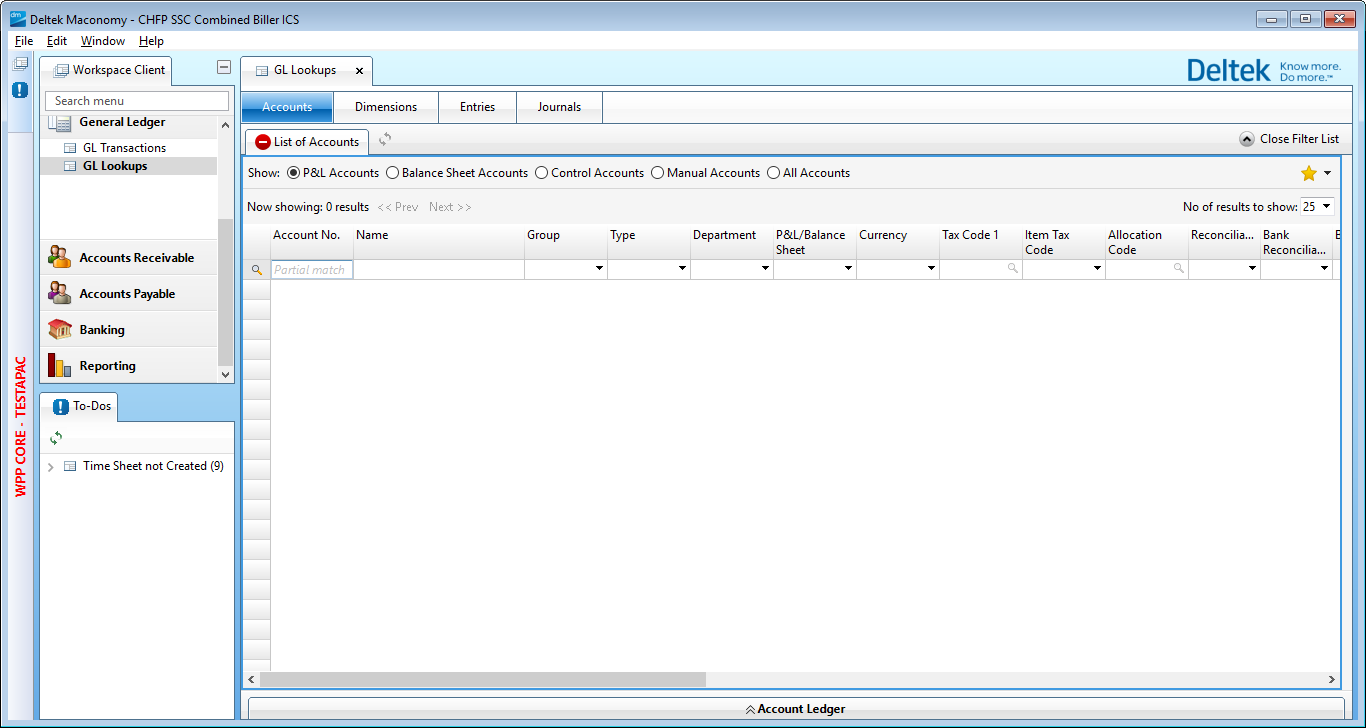 dm Deltek Maconomy - CHFP SSC Combined Biller ICS
File Edit Window Help
Workspace Client
Search menu
General Ledger
GL Transactions
GL Lookups
Accounts Receivable
Accounts Payable
Banking
Reporting
WPP CORE - TESTAPAC
To-Dos
Time Sheet not Created (9)
GL Lookups
Deltek Know more.
Do more.™
Accounts Dimensions Entries Journals
List of Accounts
Close Filter List
Show: P&L Accounts Balance Sheet Accounts Control Accounts Manual Accounts All Accounts
Now showing: 0 results << Prev Next >>
No of results to show: 25
Account No. Name Group Type Department P&L/Balance Sheet Currency Tax Code 1 Item Tax Code Allocation Code Reconcilia... Bank Reconcilia...
Partial match
Account Ledger